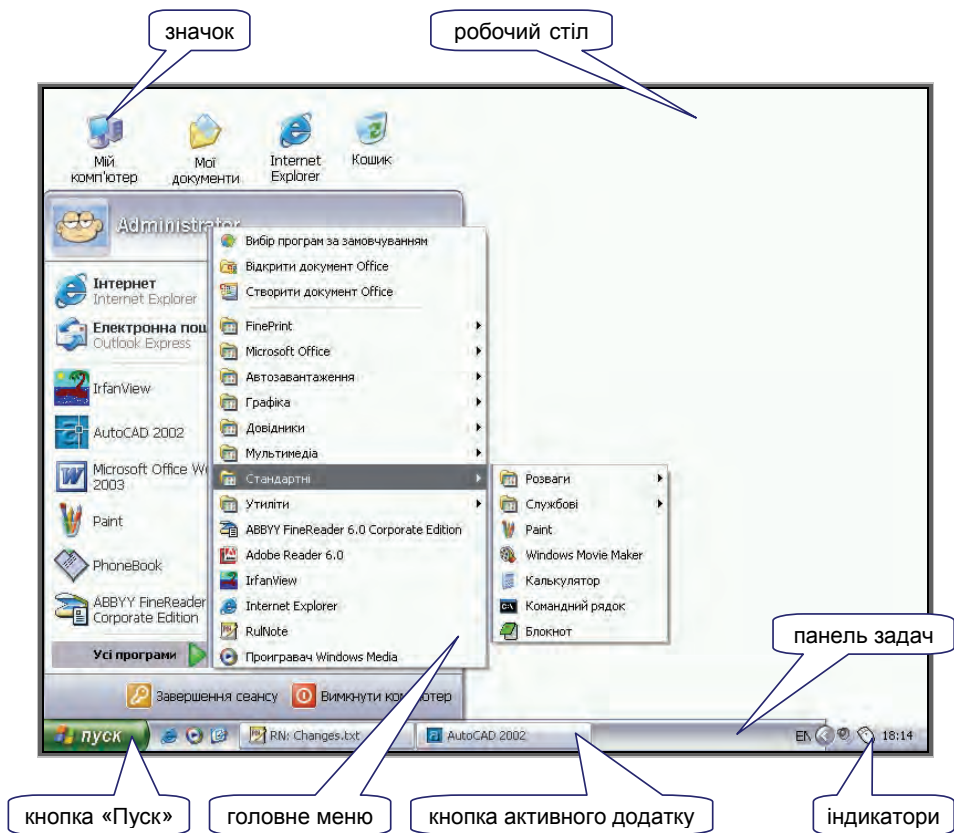 значок
робочий стіл
Мій
комп'ютер
Мої
документи
Internet
Explorer
Кошик
Administrator
Інтернет
Internet Explorer
Електронна
Outlook Express
IrfanView
AutoCAD 2002
Microsoft Office
2003
Paint
PhoneBook
ABBYY FineReader
Corporate Edition
Усі програми
Вибір програм за замовчуванням
Відкрити документ Office
Створити документ Office
FinePrint
Microsoft Office
Автозавантаження
Графіка
Довідники
Мультимедіа
Стандартні
Утиліти
ABBYY FineReader 6.0 Corporate Edition
Adobe Reader 6.0
IrfanView
Internet Explorer
RulNote
Програвач Windows Media
Розваги
Службові
Paint
Windows Movie Maker
Калькулятор
Командний рядок
Блокнот
панель задач
Завершення сеансу
Вимкнути
пуск
RN: Changes.txt
AutoCAD 2002
EN
18:14
кнопка «Пуск»
головне меню
кнопка активного додатку
індикатори